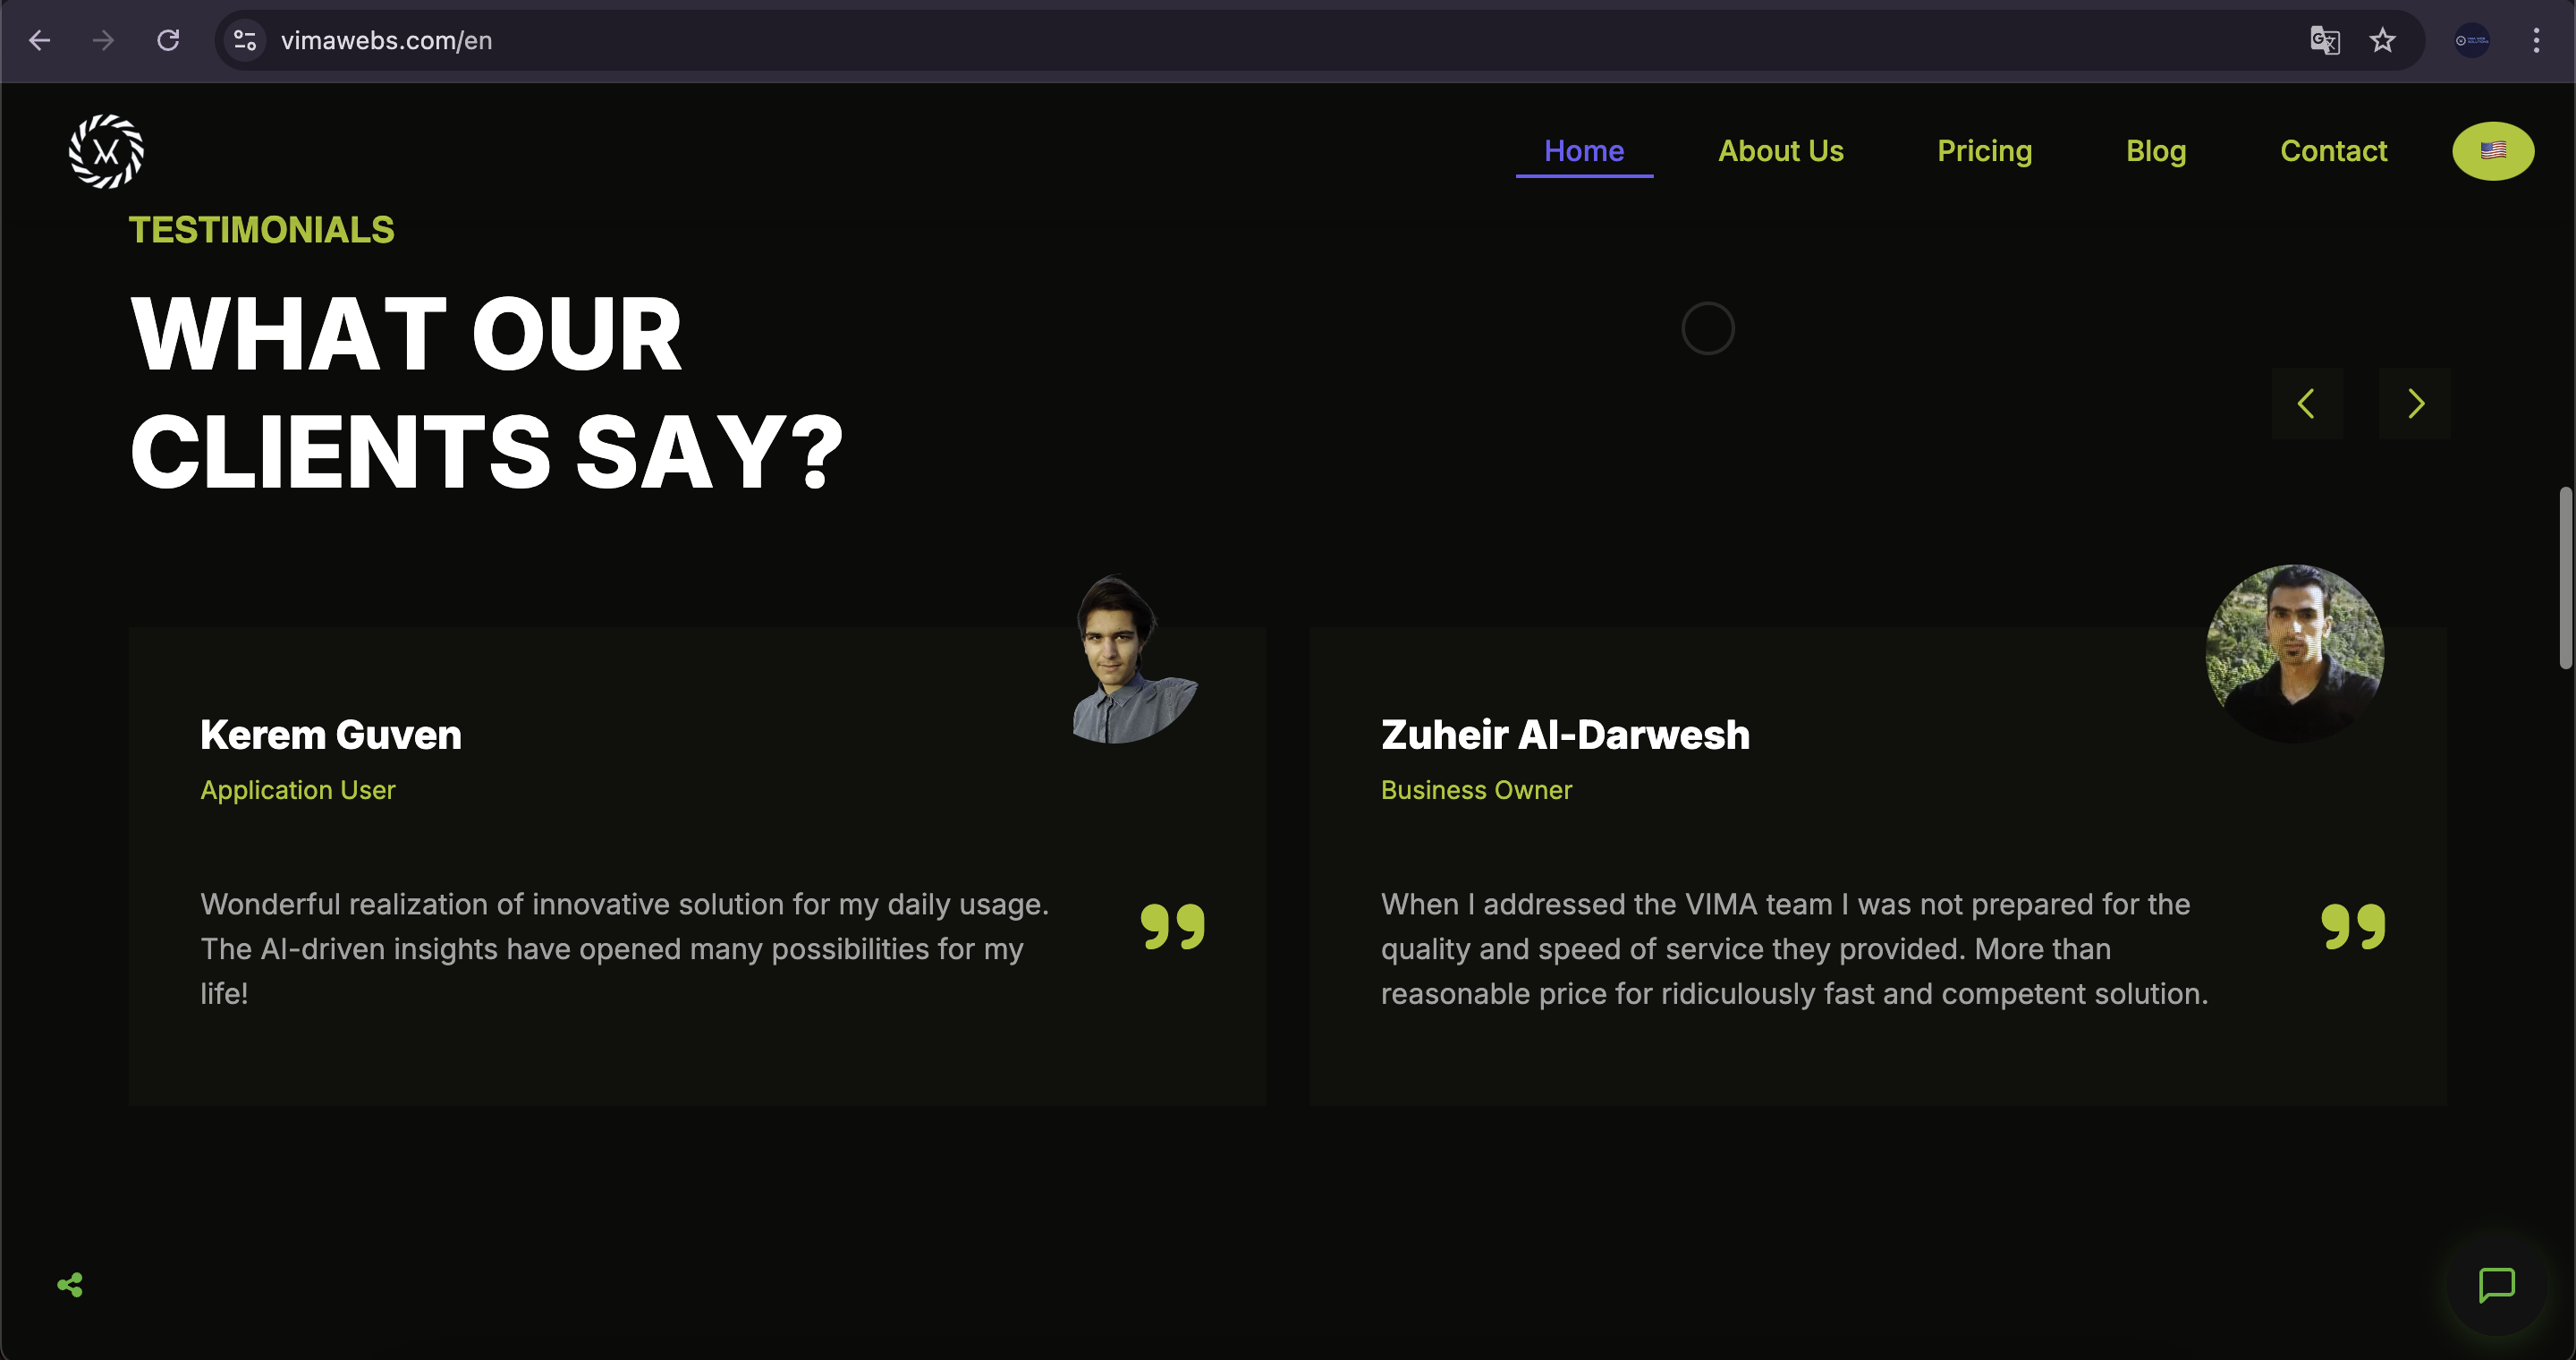 vimawebs.com/en
Home About Us Pricing Blog Contact
TESTIMONIALS
WHAT OUR
CLIENTS SAY?
Kerem Guven
Application User
Wonderful realization of innovative solution for my daily usage.
The AI-driven insights have opened many possibilities for my
life!
Zuheir Al-Darwesh
Business Owner
When I addressed the VIMA team I was not prepared for the
quality and speed of service they provided. More than
reasonable price for ridiculously fast and competent solution.